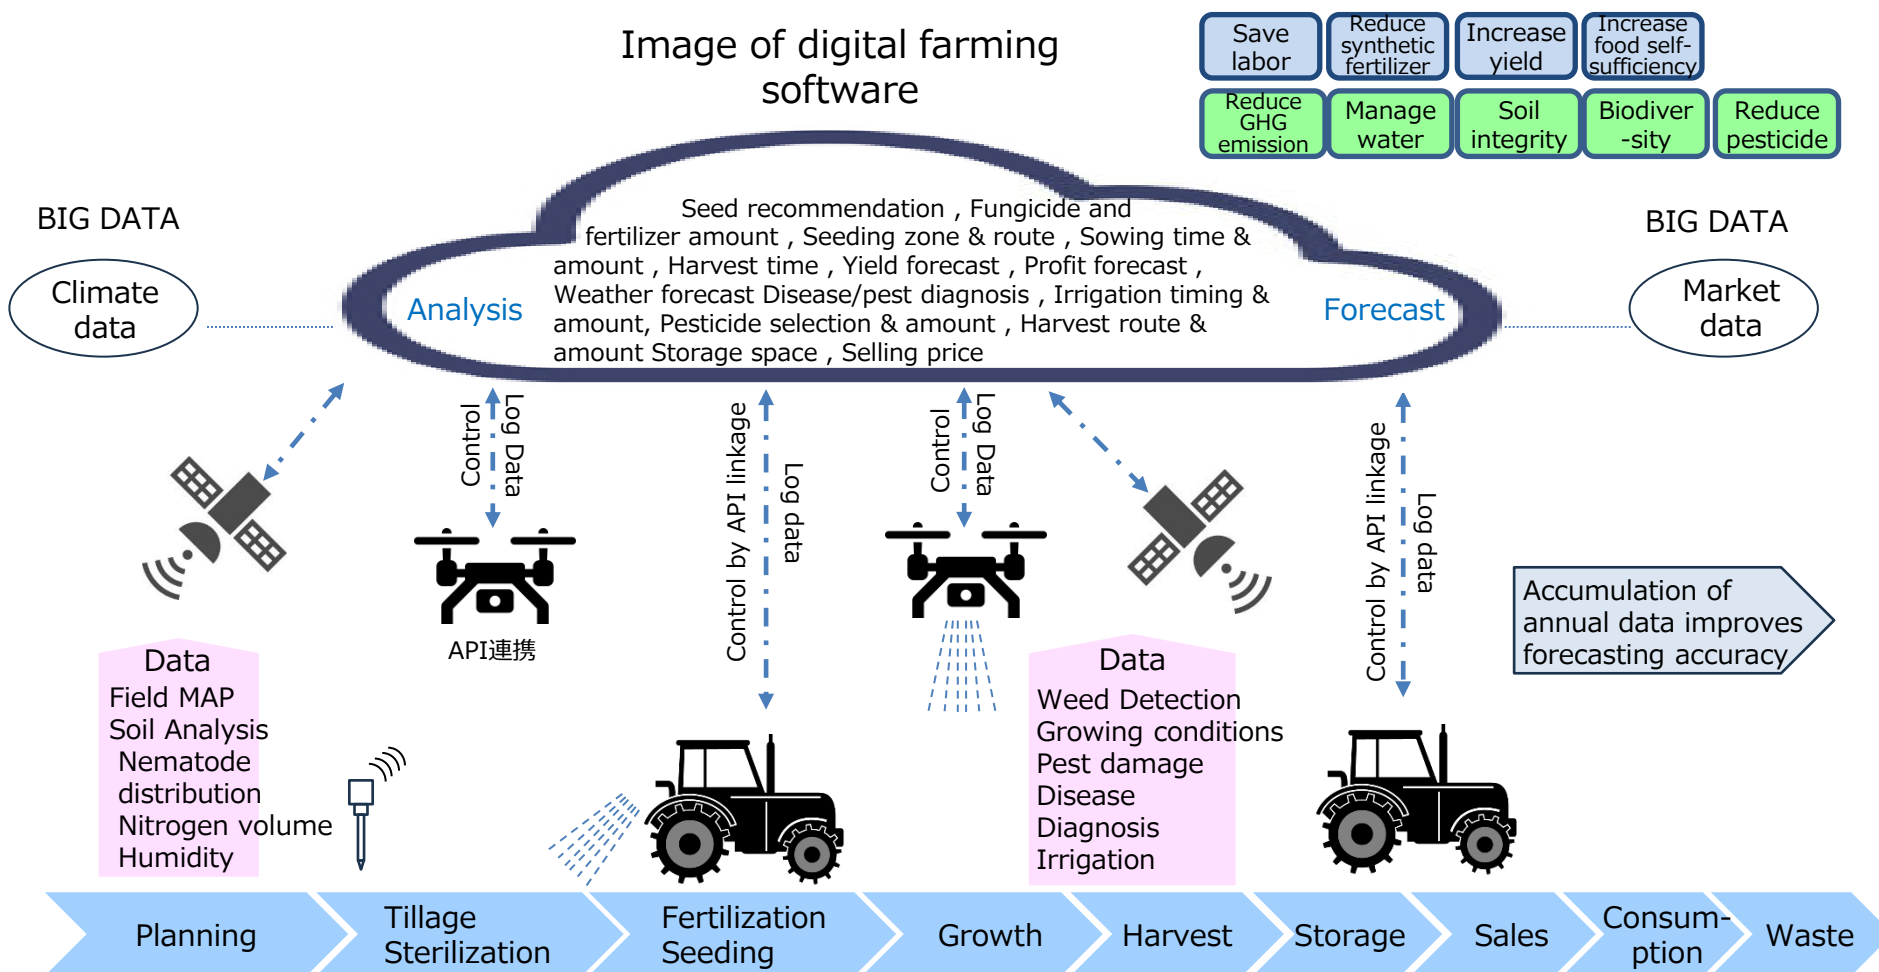 Image of digital farming
software
Save
labor
Reduce
synthetic
fertilizer
Increase
yield
Increase
food self-
sufficiency
Reduce
GHG
emission
Manage
water
Soil
integrity
Biodiver
-sity
Reduce
pesticide
BIG DATA
Climate
data
Analysis
Seed recommendation , Fungicide and
fertilizer amount , Seeding zone & route , Sowing time &
amount , Harvest time , Yield forecast , Profit forecast ,
Weather forecast Disease/pest diagnosis , Irrigation timing &
amount, Pesticide selection & amount , Harvest route &
amount Storage space , Selling price
Forecast
BIG DATA
Market
data
Control
Log Data
Control by API linkage
Log data
Control
Log Data
Control by API linkage
Log data
API連携
Accumulation of
annual data improves
forecasting accuracy
Data
Field MAP
Soil Analysis
Nematode
distribution
Nitrogen volume
Humidity
Data
Weed Detection
Growing conditions
Pest damage
Disease
Diagnosis
Irrigation
Planning
Tillage
Sterilization
Fertilization
Seeding
Growth
Harvest
Storage
Sales
Consum-
ption
Waste